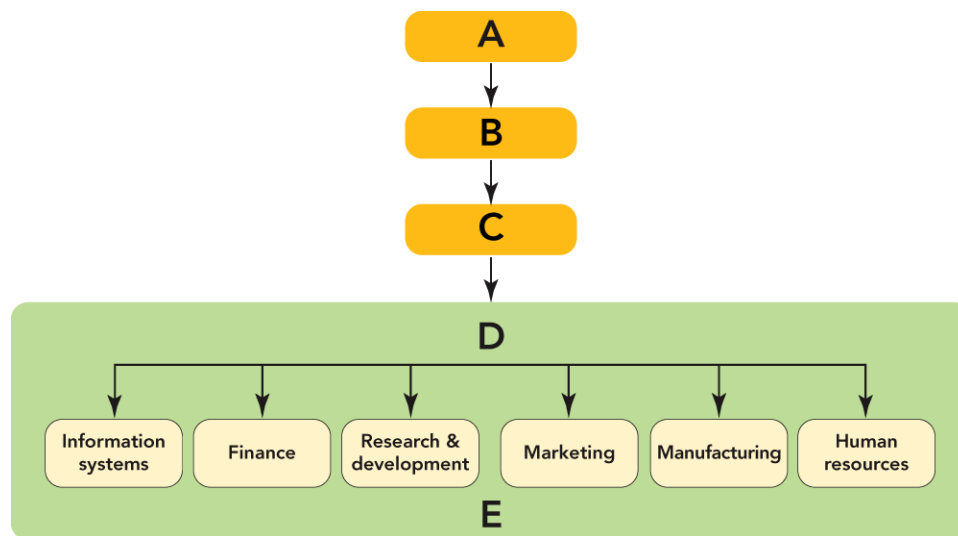 A
B
C
D
Information
systems
Finance
Research &
development
Marketing
Manufacturing
Human
resources
E